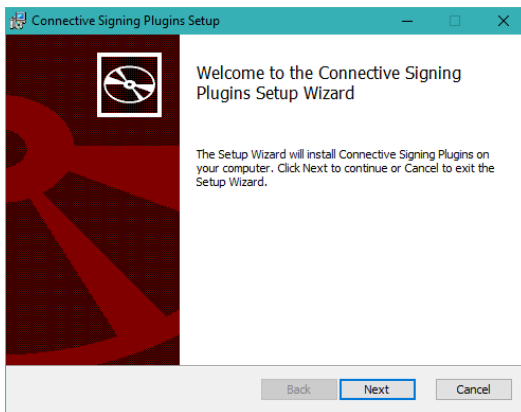 Connective Signing Plugins Setup
Welcome to the Connective Signing
Plugins Setup Wizard
The Setup Wizard will install Connective Signing Plugins on
your computer. Click Next to continue or Cancel to exit the
Setup Wizard.
Back Next Cancel